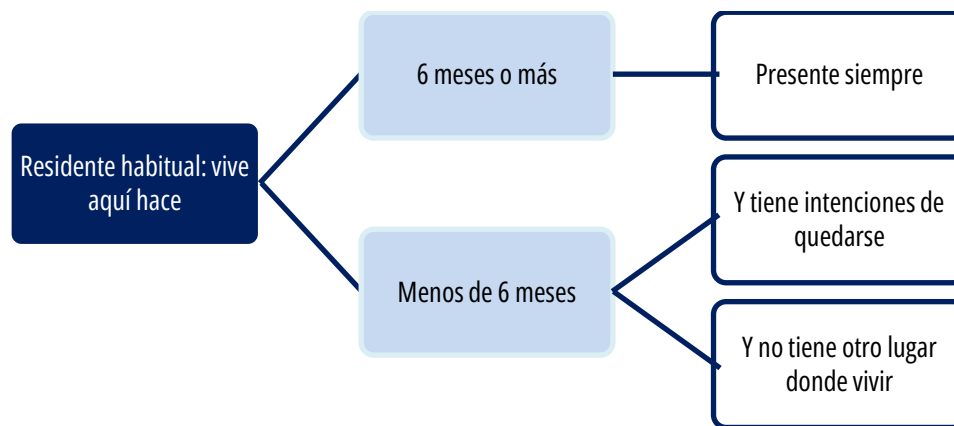 Residente habitual: vive
aquí hace
6 meses o más
Presente siempre
Menos de 6 meses
Y tiene intenciones de
quedarse
Y no tiene otro lugar
donde vivir